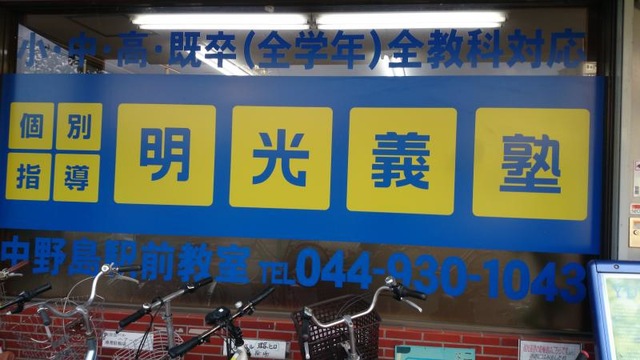 小・中・高・既卒(全学年)全教科対応
個別
指導
明光義塾
中野島駅前教室 TEL044-930-1043